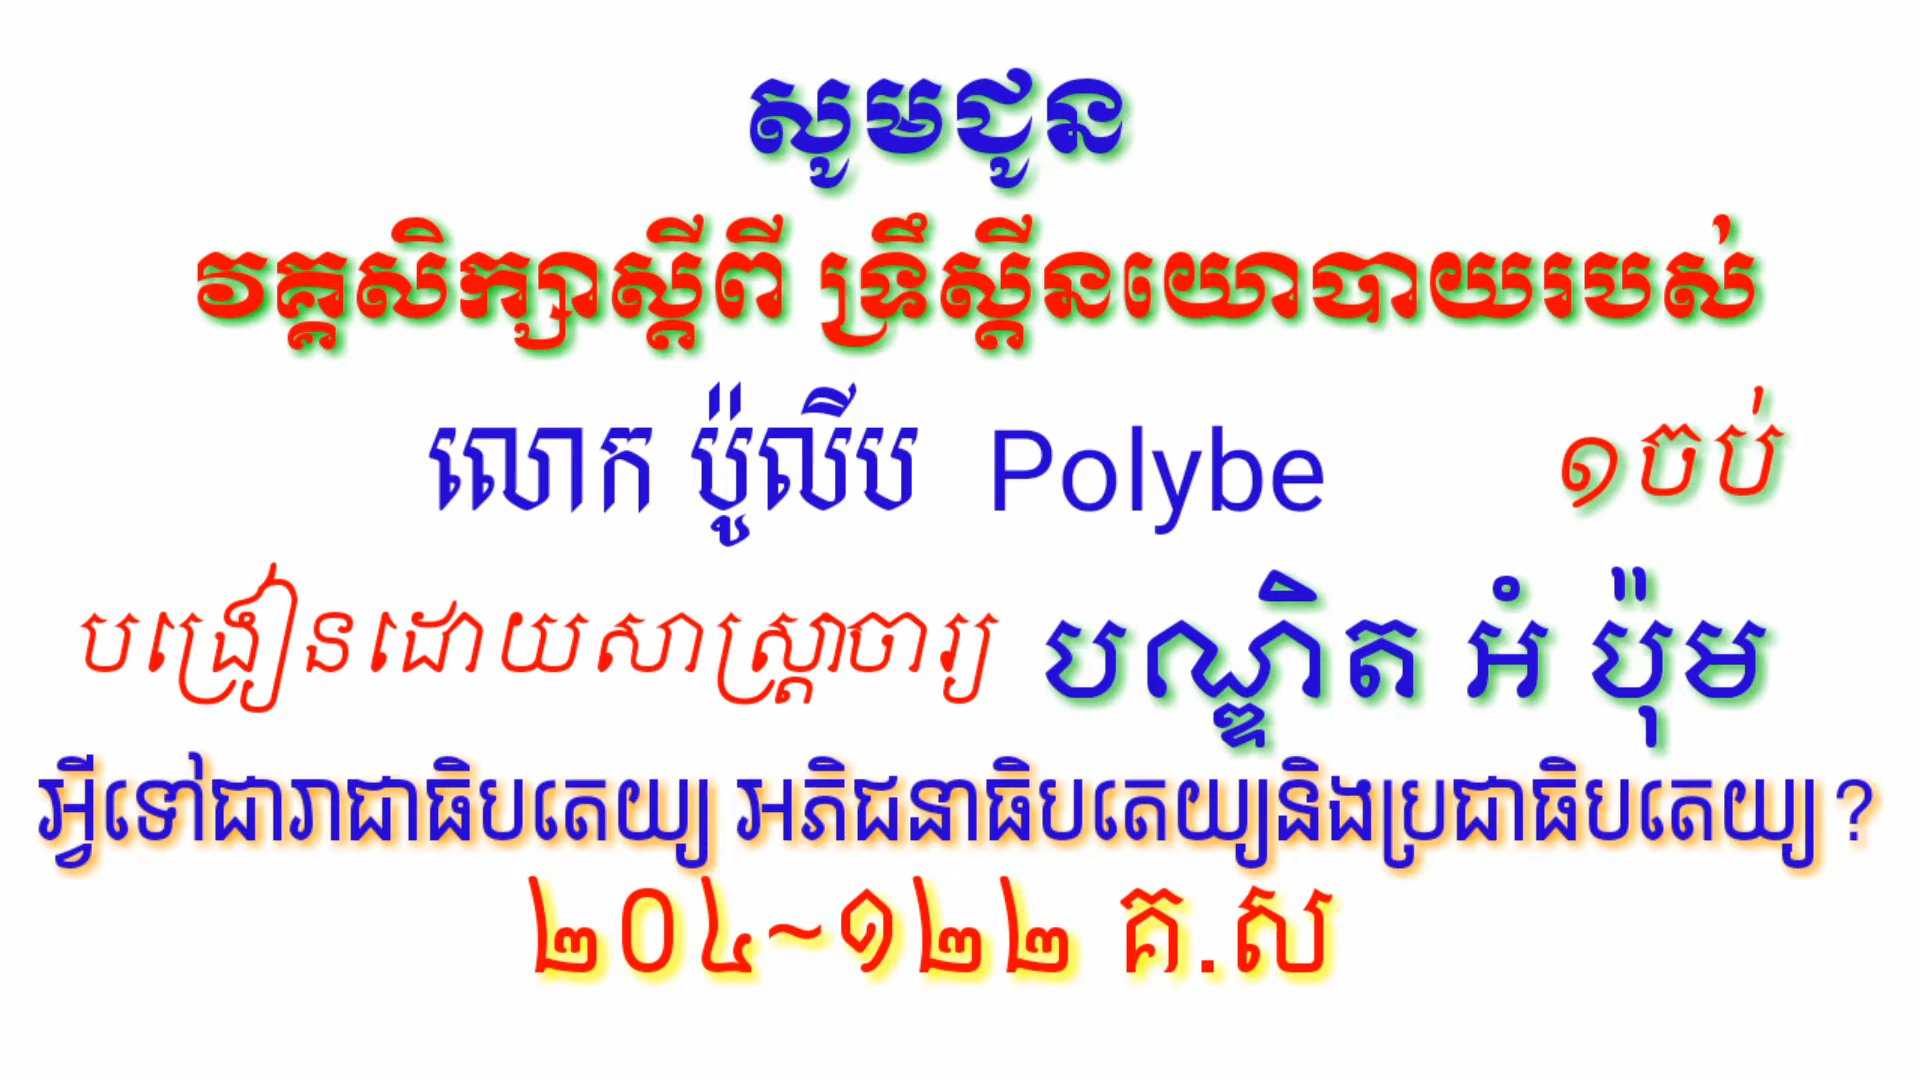 សូមជូន
វគ្គសិក្សាស្តីពី ទ្រឹស្តីនយោបាយរបស់
លោក ប៉ូលីប Polybe ១ចប់
បង្រៀនដោយសាស្ត្រាចារ្យ បណ្ឌិត អំ ប៉ុម
អ្វីទៅជារាជាធិបតេយ្យ អភិជនាធិបតេយ្យនិងប្រជាធិបតេយ្យ?
២០៤~១២២ គ.ស